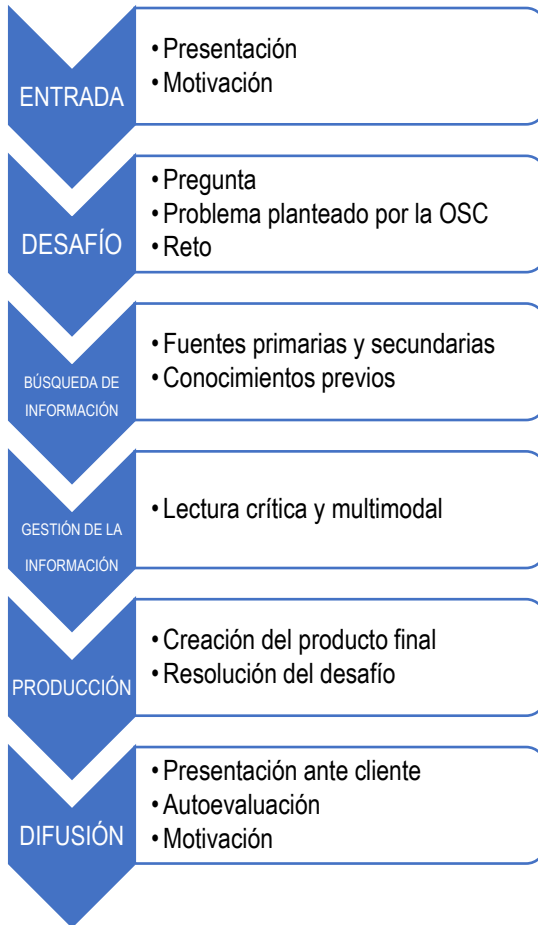 ENTRADA
• Presentación
• Motivación
DESAFÍO
• Pregunta
• Problema planteado por la OSC
• Reto
BÚSQUEDA DE
INFORMACIÓN
• Fuentes primarias y secundarias
• Conocimientos previos
GESTIÓN DE LA
INFORMACIÓN
• Lectura crítica y multimodal
PRODUCCIÓN
• Creación del producto final
• Resolución del desafío
DIFUSIÓN
• Presentación ante cliente
• Autoevaluación
• Motivación